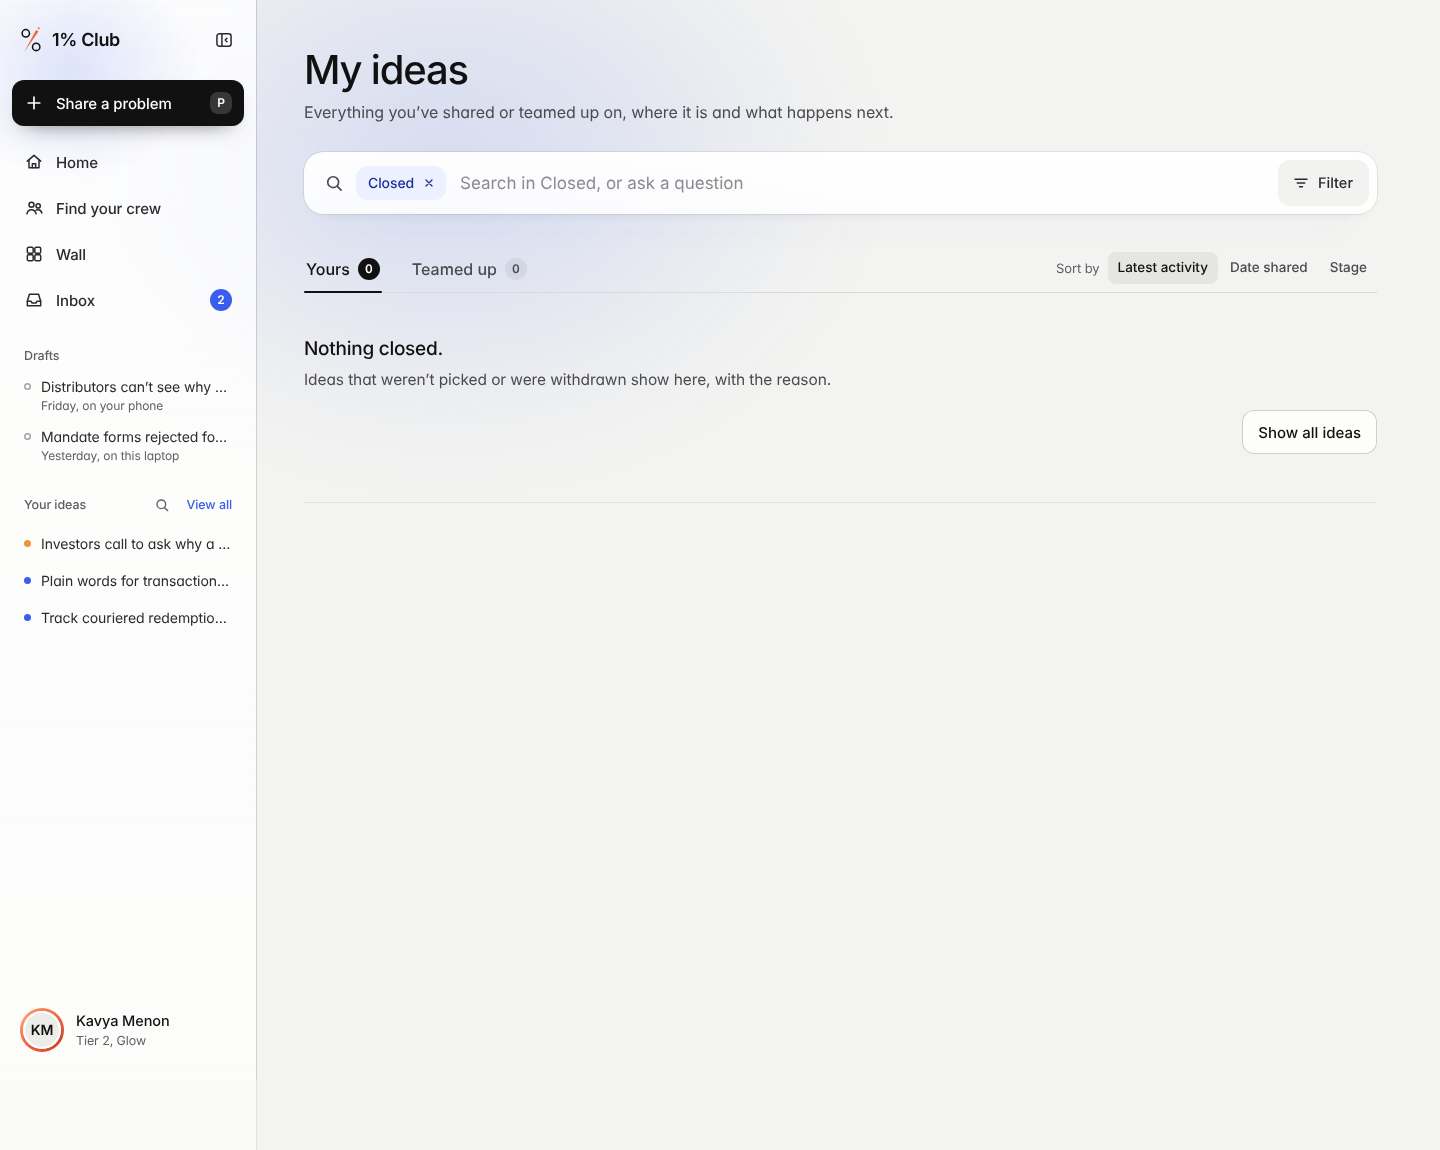 1% Club
Share a problem
P
Home
Find your crew
Wall
Inbox
2
Drafts
Distributors can’t see why ...
Friday, on your phone
Mandate forms rejected fo...
Yesterday, on this laptop
Your ideas
View all
Investors call to ask why a ...
Plain words for transaction...
Track couriered redemptio...
KM
Kavya Menon
Tier 2, Glow
My ideas
Everything you’ve shared or teamed up on, where it is and what happens next.
Closed
Search in Closed, or ask a question
Filter
Yours 0
Teamed up 0
Sort by Latest activity Date shared Stage
Nothing closed.
Ideas that weren’t picked or were withdrawn show here, with the reason.
Show all ideas